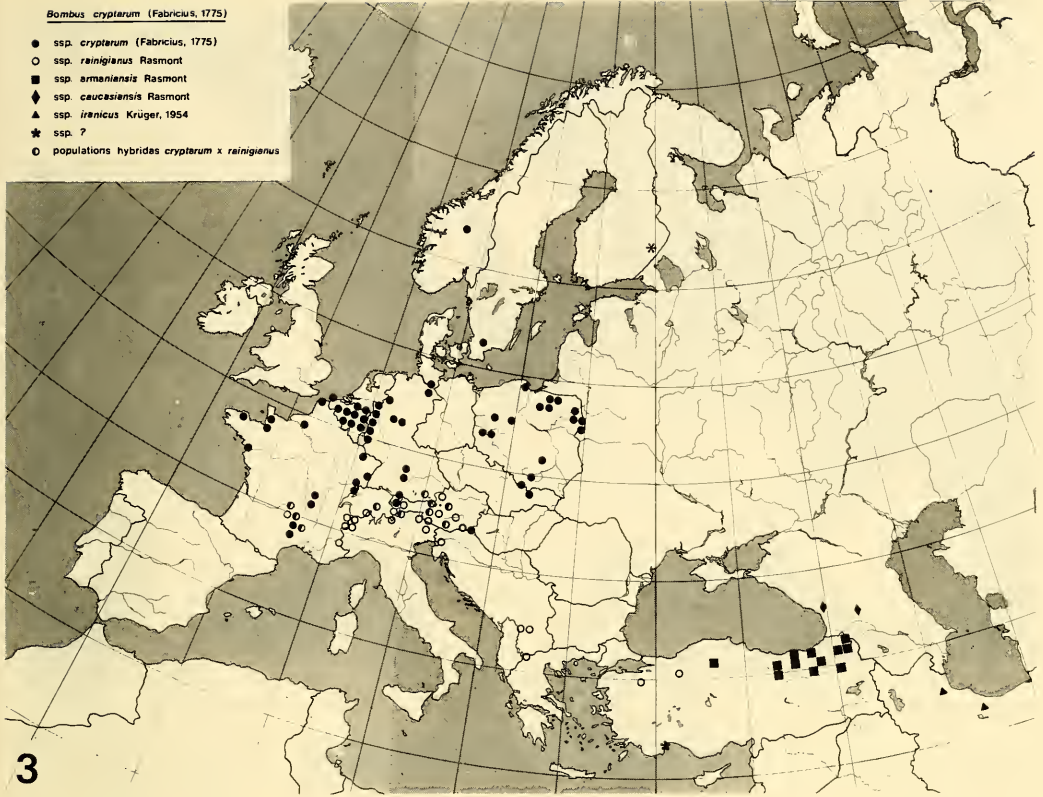 Bombus cryptarum (Fabricius, 1775)
ssp. cryptarum (Fabricius, 1775)
ssp. rainigianus Rasmont
ssp. armaniansis Rasmont
ssp. caucasiansis Rasmont
ssp. iranicus Krüger, 1954
ssp. ?
populations hybridas cryptarum x rainigianus
3